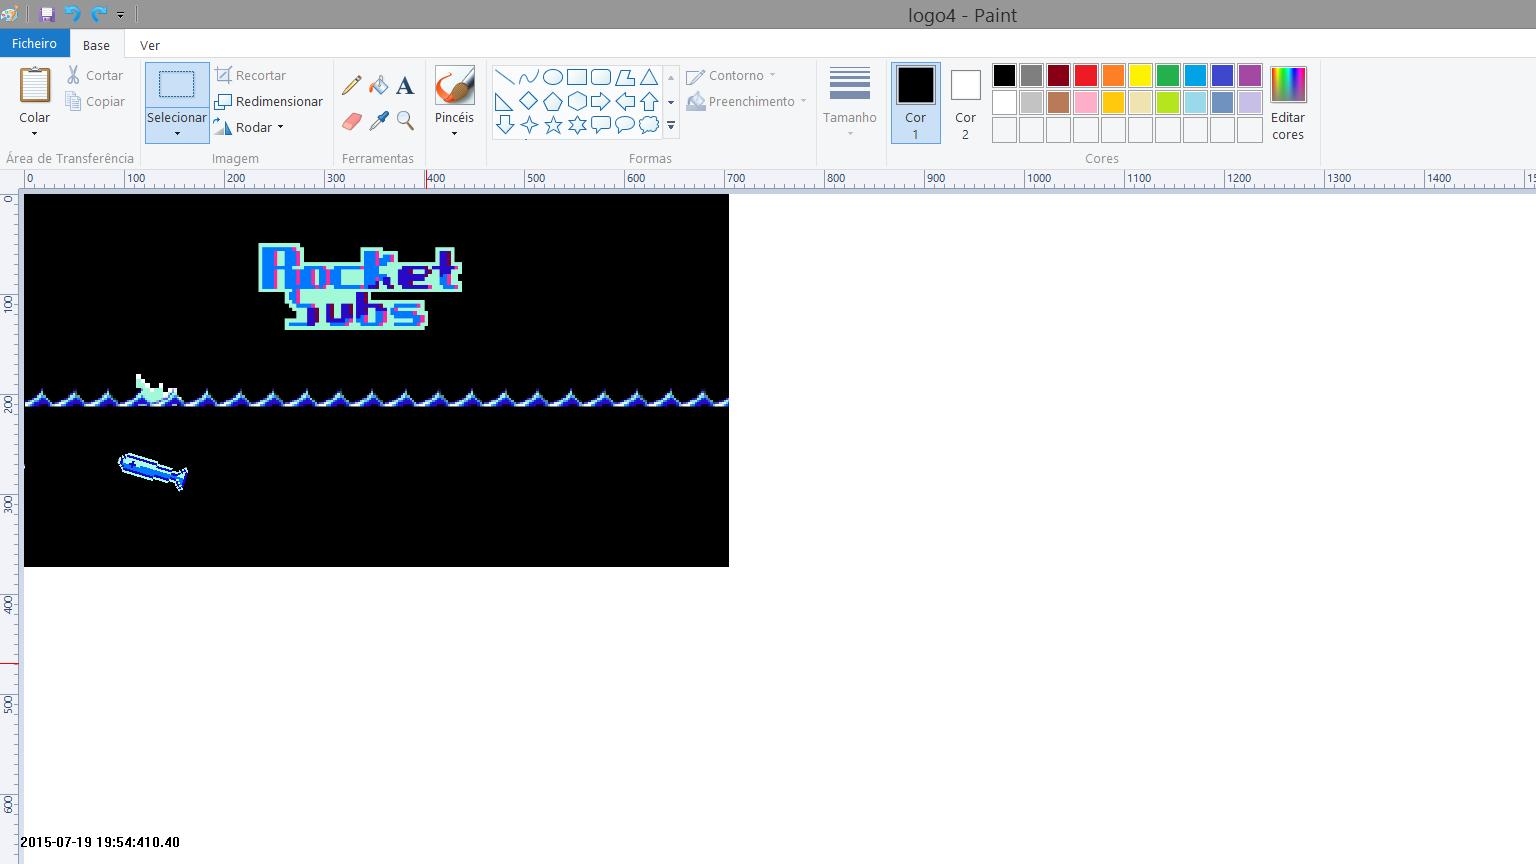 logo4 - Paint
Ficheiro Base Ver
Colar
Cortar
Copiar
Área de Transferência
Selecionar
Recortar
Redimensionar
Rodar
Imagem
A
Ferramentas
Pincéis
Contorno
Preenchimento
Formas
Tamanho
Cor
1
Cor
2
Editar
cores
Cores
0 100 200 300 400 500 600 700 800 900 1000 1100 1200 1300 1400 15
0
100
200
300
400
500
600
Rocket
Subs
2015-07-19 19:54:410.40